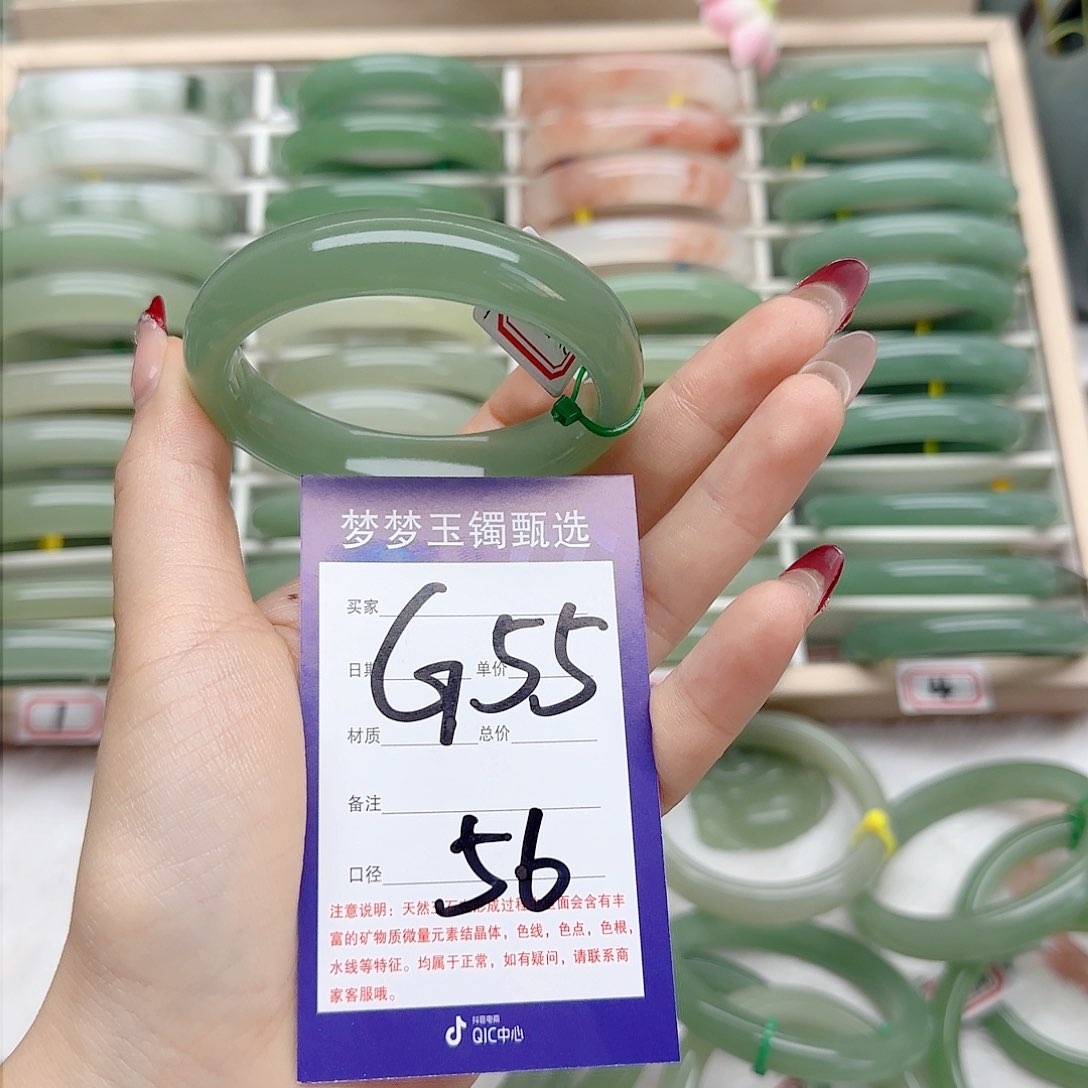 梦梦玉镯甄选
买家
G55
日期 单价
材质 总价
备注
口径 56
注意说明：天然玉石形成过程中里面会含有丰
富的矿物质微量元素结晶体，色线，色点，色根，
水线等特征。均属于正常，如有疑问，请联系商
家客服哦。
抖音电商
QIC中心
1
4